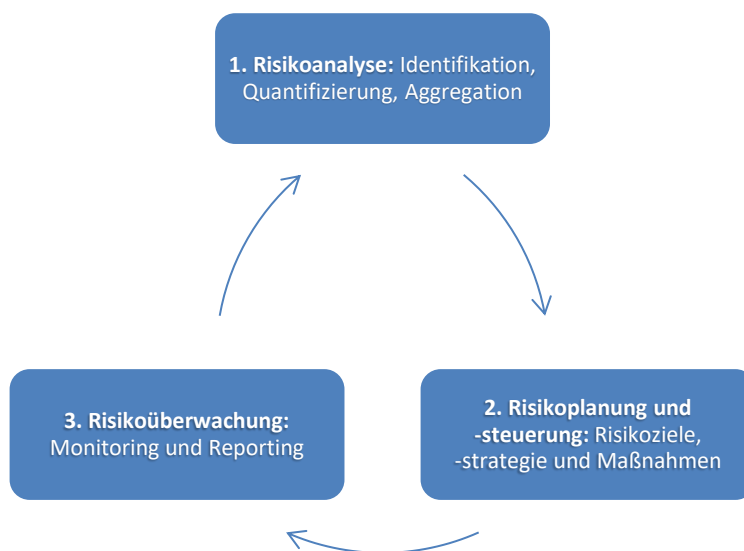 1. Risikoanalyse: Identifikation,
Quantifizierung, Aggregation
2. Risikoplanung und
-steuerung: Risikoziele,
-strategie und Maßnahmen
3. Risikoüberwachung:
Monitoring und Reporting